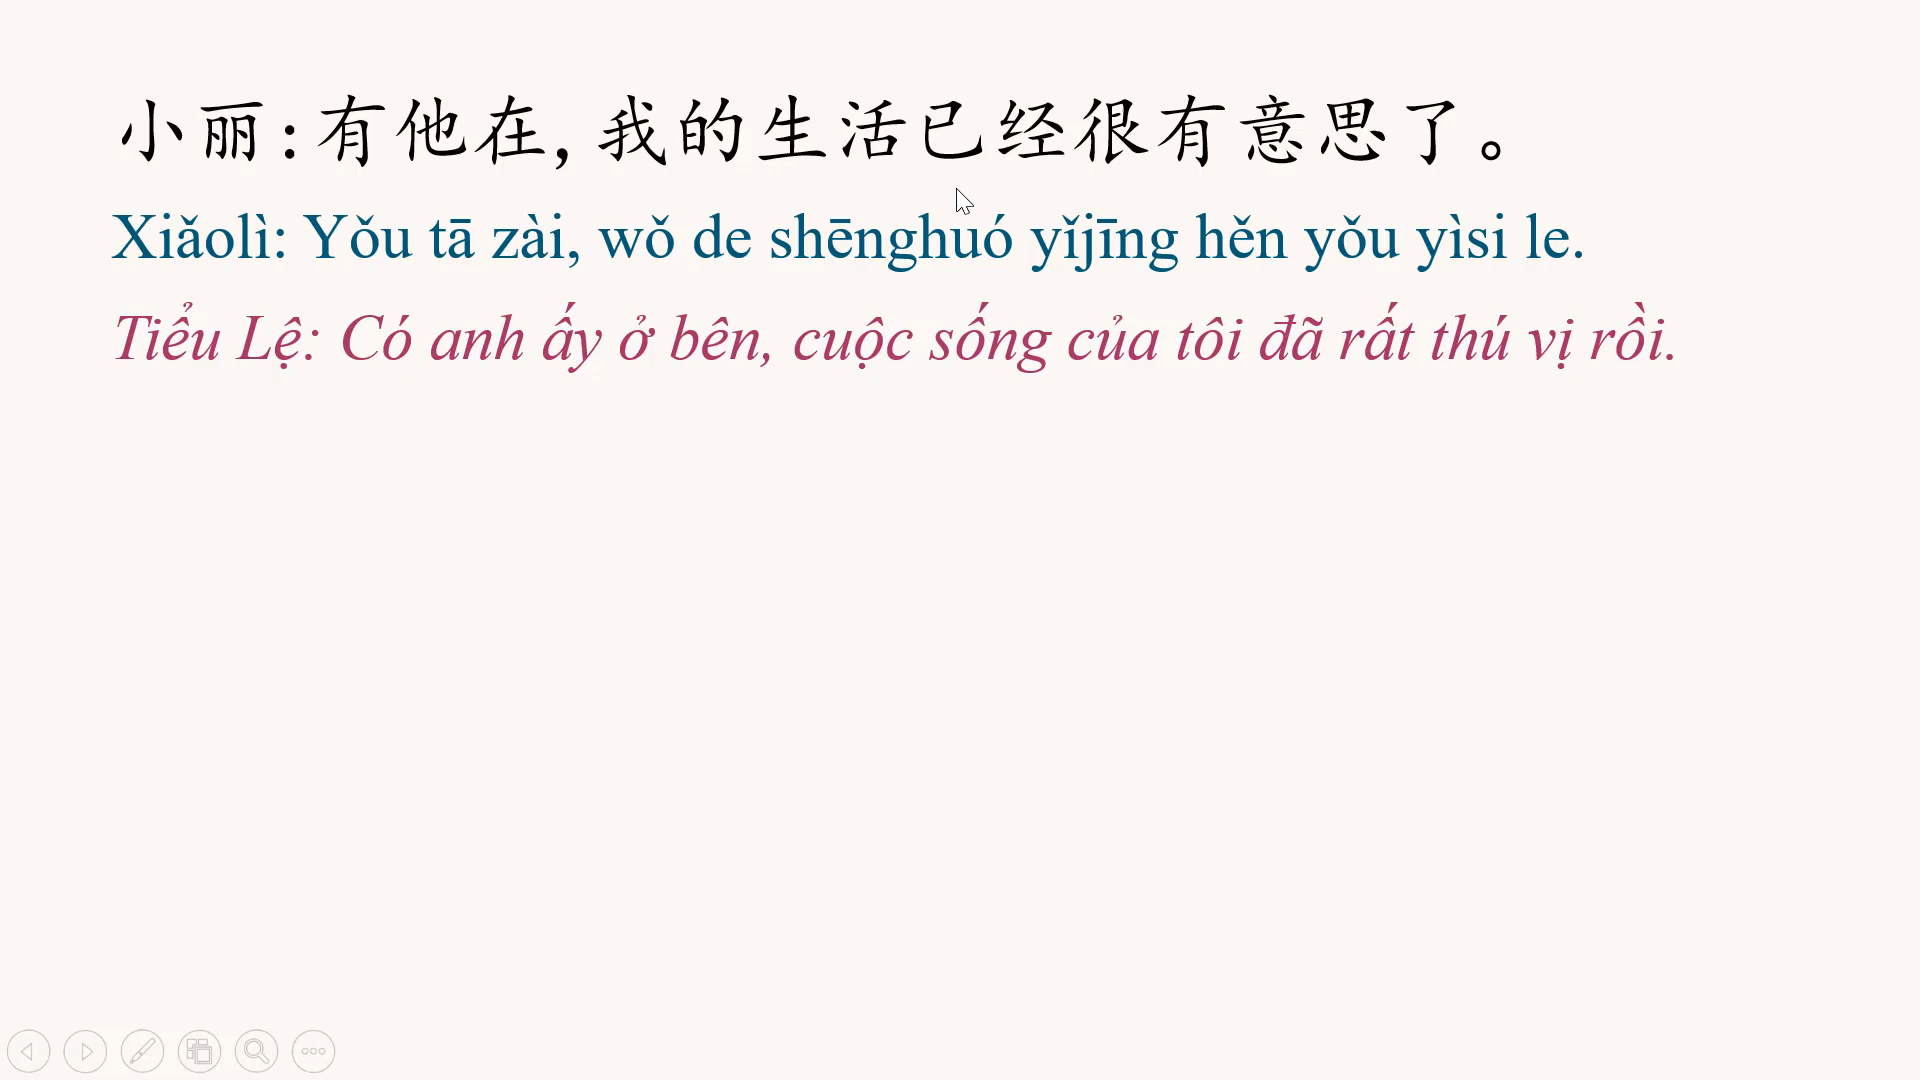 小丽:有他在,我的生活已经很有意思了。
Xiǎolì: Yǒu tā zài, wǒ de shēnghuó yǐjīng hěn yǒu yìsi le.
Tiểu Lệ: Có anh ấy ở bên, cuộc sống của tôi đã rất thú vị rồi.